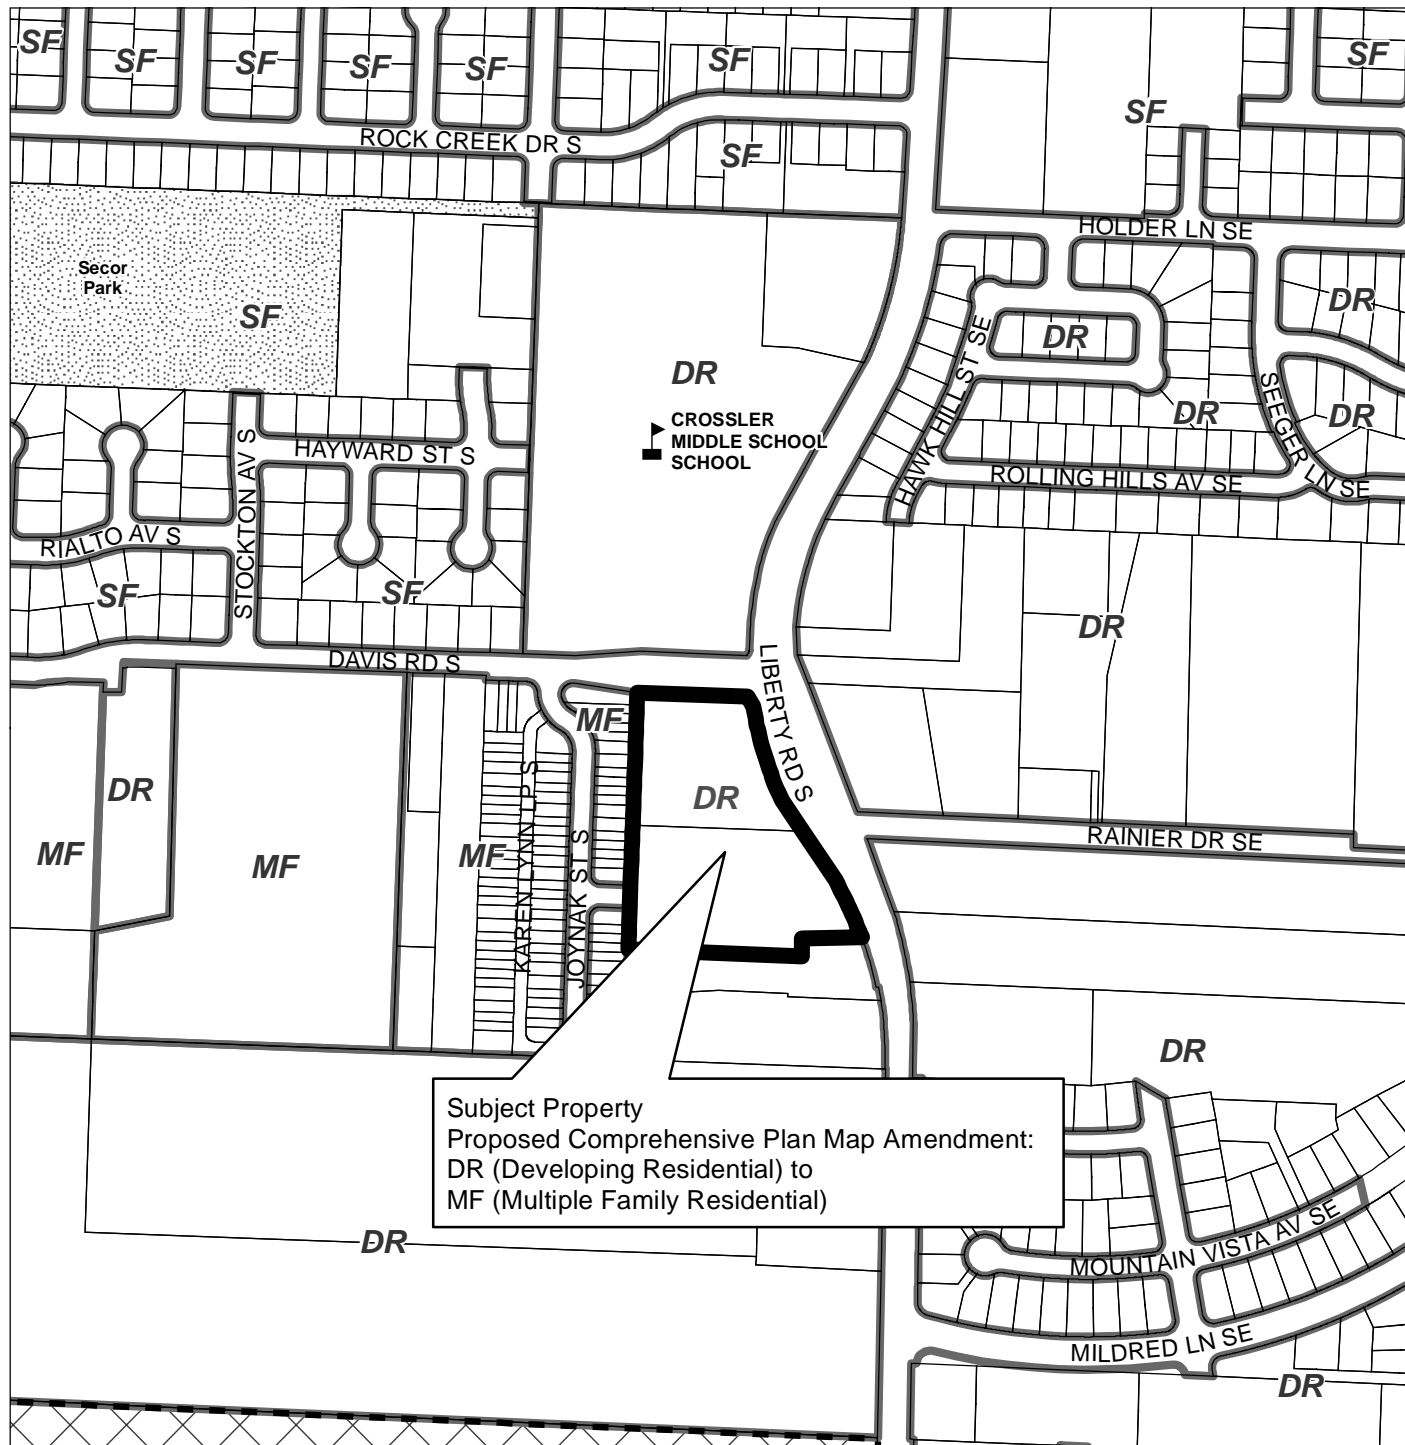 SF
SF
SF
SF
SF
SF
SF
SF
ROCK CREEK DR S
SF
HOLDER LN SE
Secor
Park
SF
DR
DR
DR
HAWK HILL ST SE
SEEGER LN SE
DR
DR
CROSSLER
MIDDLE SCHOOL
SCHOOL
HAYWARD ST S
STOCKTON AV S
ROLLING HILLS AV SE
RIALTO AV S
SF
SF
DR
DAVIS RD S
LIBERTY RD S
MF
DR
DR
KAREN LYNN LP S
JOYNAK ST S
RAINIER DR SE
MF
MF
MF
DR
Subject Property
Proposed Comprehensive Plan Map Amendment:
DR (Developing Residential) to
MF (Multiple Family Residential)
DR
MOUNTAIN VISTA AV SE
MILDRED LN SE
DR